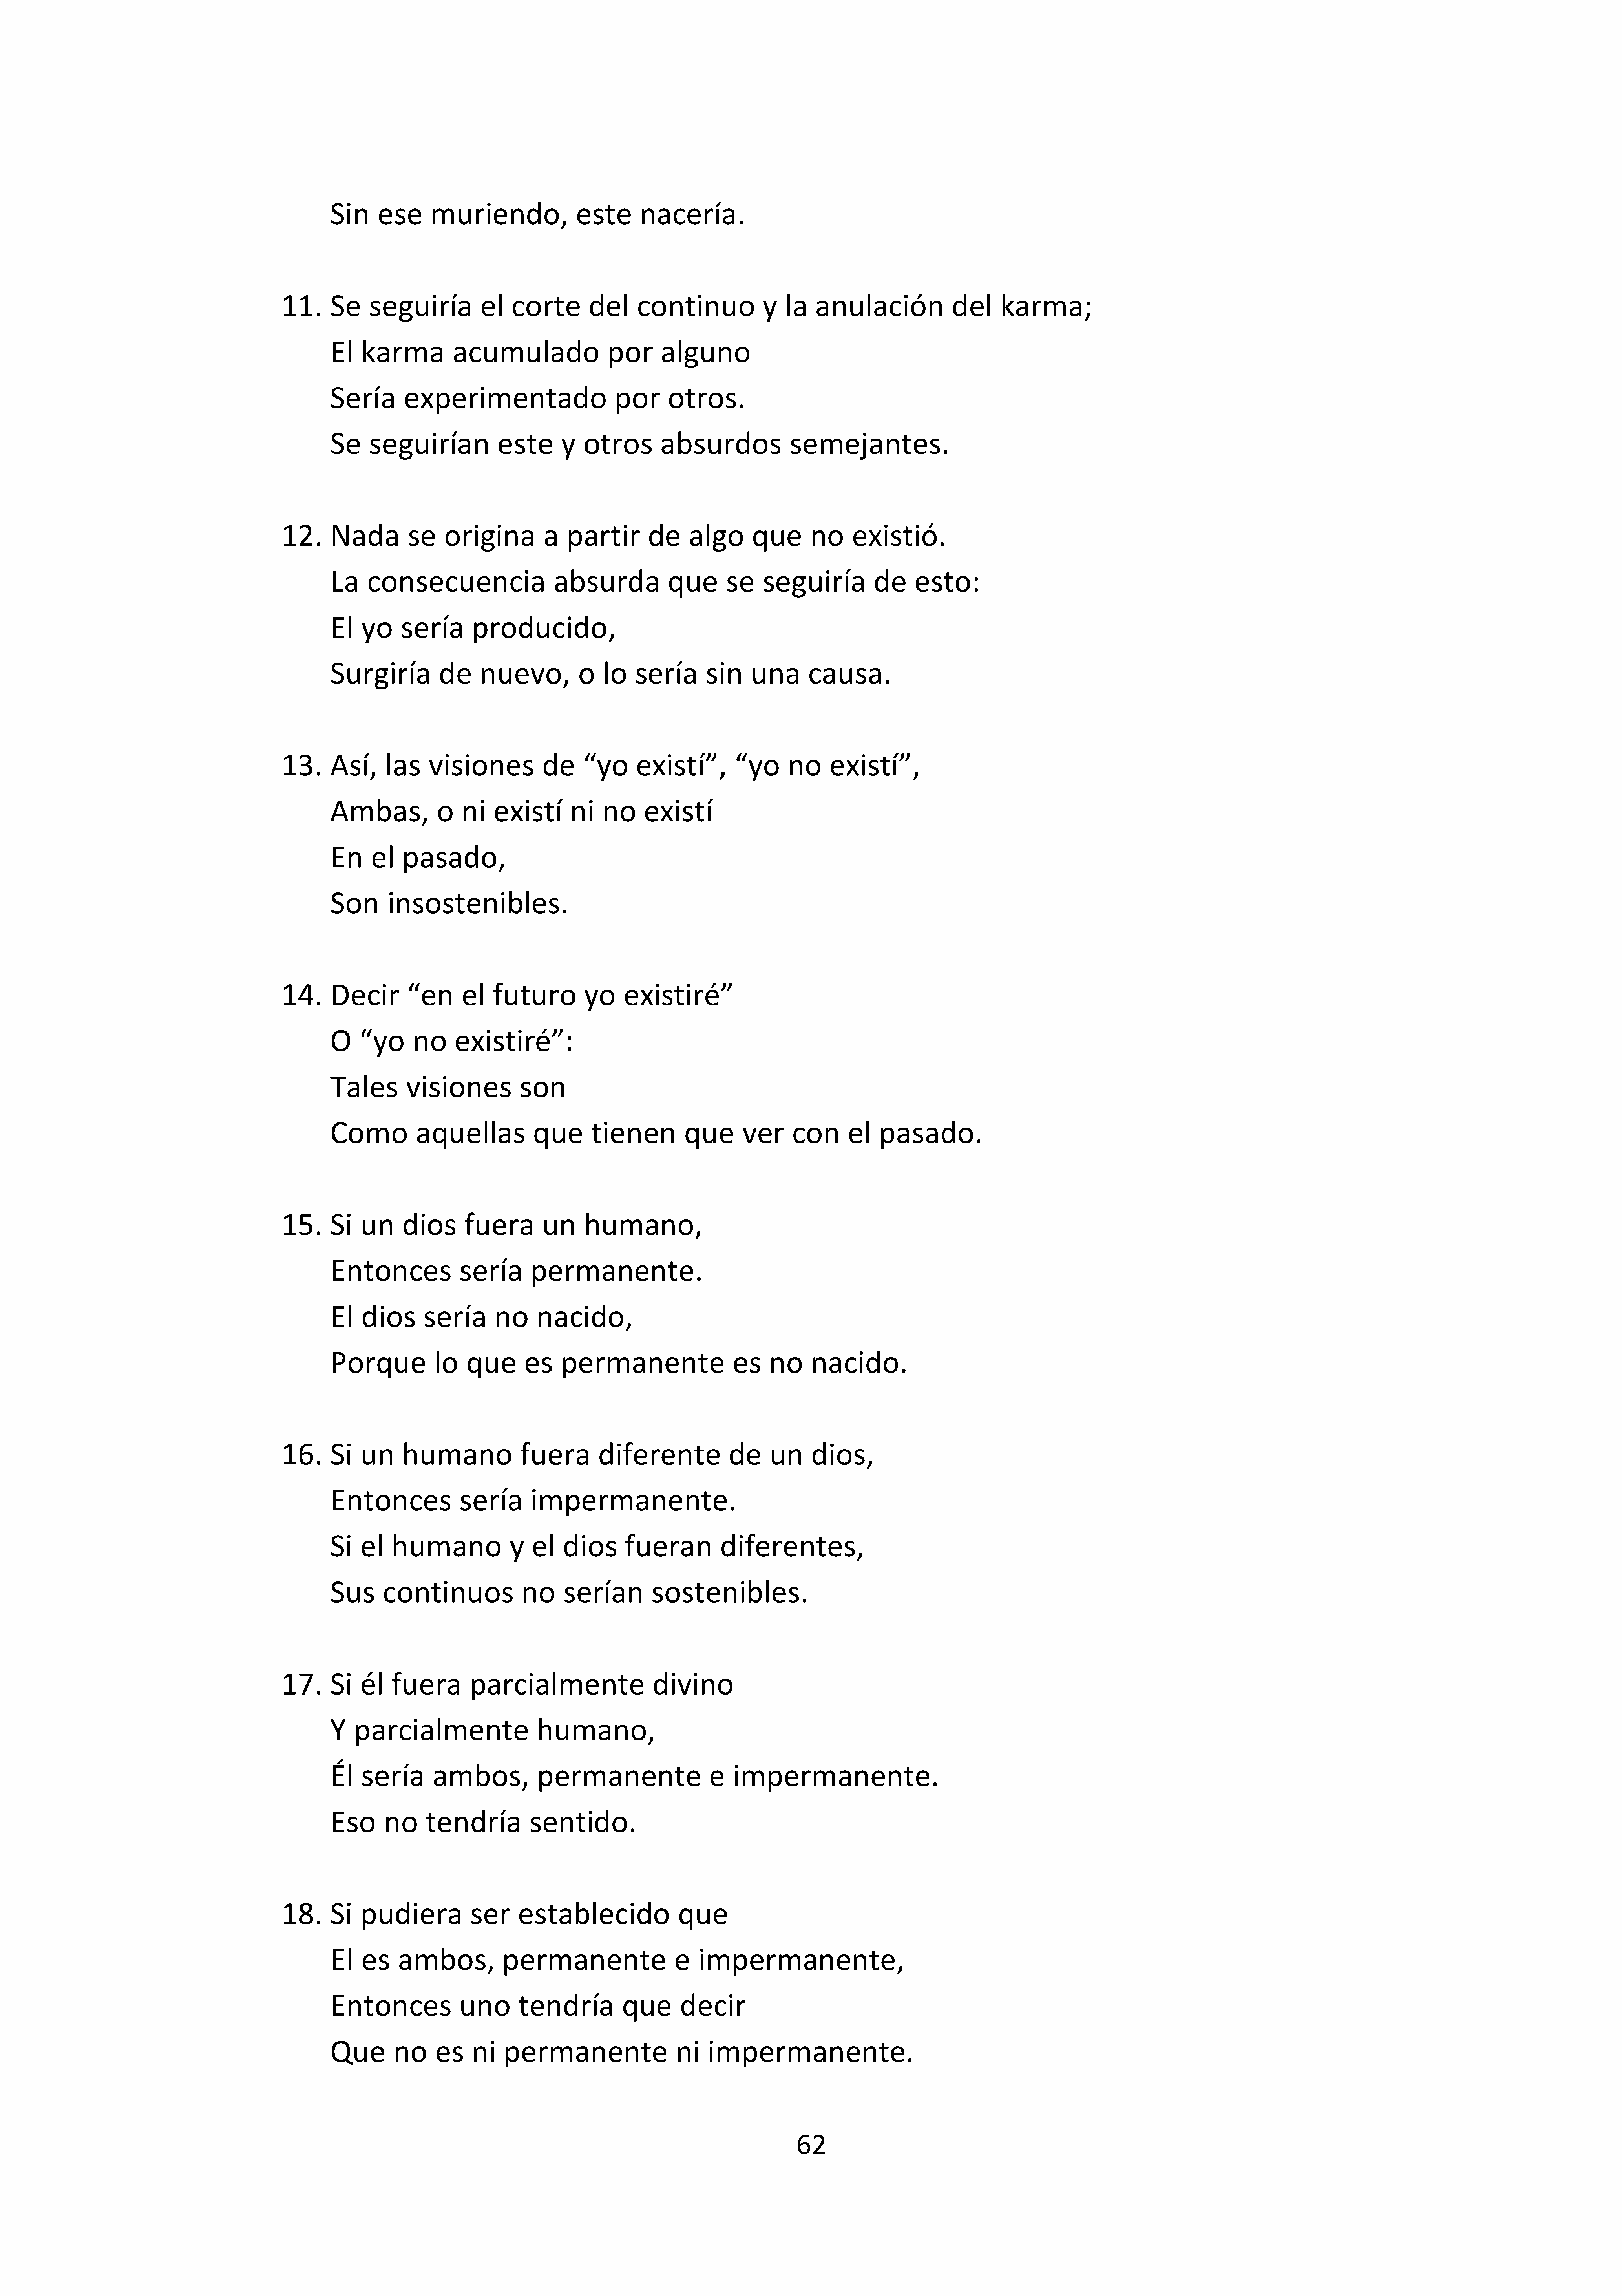 Sin ese muriendo, este nacería.
11. Se seguiría el corte del continuo y la anulación del karma;
El karma acumulado por alguno
Sería experimentado por otros.
Se seguirían este y otros absurdos semejantes.
12. Nada se origina a partir de algo que no existió.
La consecuencia absurda que se seguiría de esto:
El yo sería producido,
Surgiría de nuevo, o lo sería sin una causa.
13. Así, las visiones de “yo existí”, “yo no existí”,
Ambas, o ni existí ni no existí
En el pasado,
Son insostenibles.
14. Decir “en el futuro yo existiré”
O “yo no existiré”:
Tales visiones son
Como aquellas que tienen que ver con el pasado.
15. Si un dios fuera un humano,
Entonces sería permanente.
El dios sería no nacido,
Porque lo que es permanente es no nacido.
16. Si un humano fuera diferente de un dios,
Entonces sería impermanente.
Si el humano y el dios fueran diferentes,
Sus continuos no serían sostenibles.
17. Si él fuera parcialmente divino
Y parcialmente humano,
Él sería ambos, permanente e impermanente.
Eso no tendría sentido.
18. Si pudiera ser establecido que
El es ambos, permanente e impermanente,
Entonces uno tendría que decir
Que no es ni permanente ni impermanente.
62